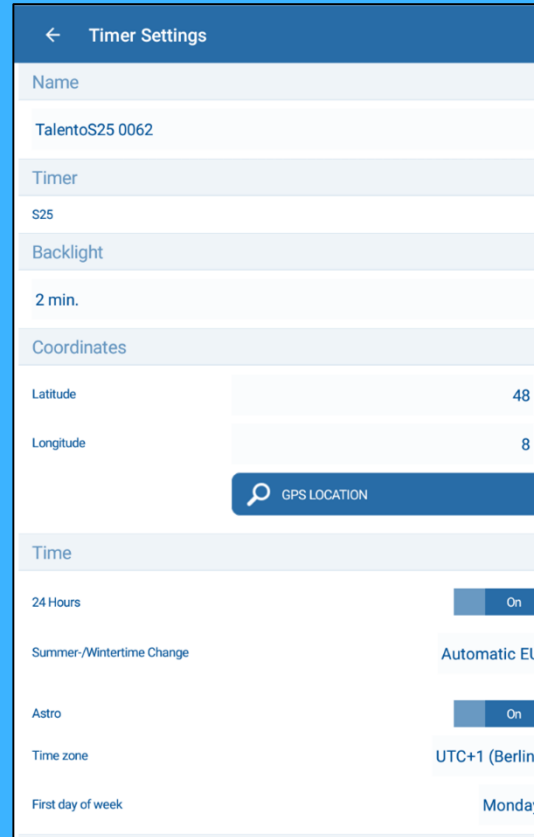 Timer Settings
Name
TalentoS25 0062
Timer
S25
Backlight
2 min.
Coordinates
Latitude 48
Longitude 8
GPS LOCATION
Time
24 Hours On
Summer-/Wintertime Change Automatic EU
Astro On
Time zone UTC+1 (Berlin
First day of week Monday